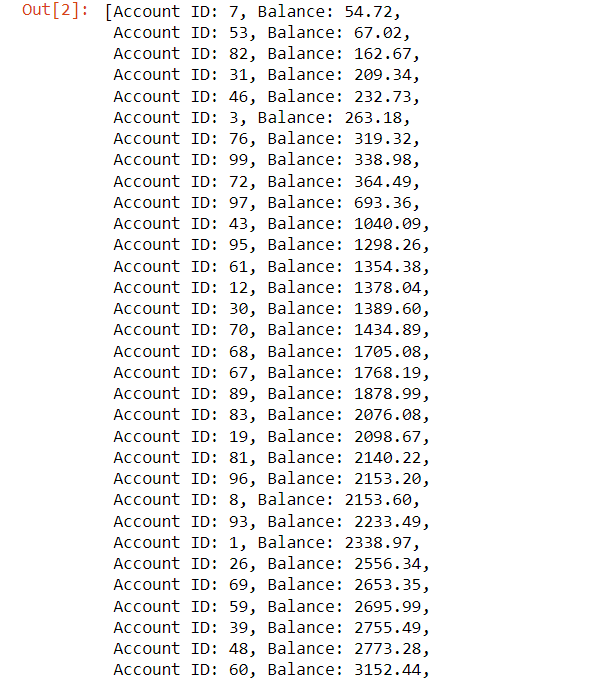 Out[2]: [Account ID: 7, Balance: 54.72,
Account ID: 53, Balance: 67.02,
Account ID: 82, Balance: 162.67,
Account ID: 31, Balance: 209.34,
Account ID: 46, Balance: 232.73,
Account ID: 3, Balance: 263.18,
Account ID: 76, Balance: 319.32,
Account ID: 99, Balance: 338.98,
Account ID: 72, Balance: 364.49,
Account ID: 97, Balance: 693.36,
Account ID: 43, Balance: 1040.09,
Account ID: 95, Balance: 1298.26,
Account ID: 61, Balance: 1354.38,
Account ID: 12, Balance: 1378.04,
Account ID: 30, Balance: 1389.60,
Account ID: 70, Balance: 1434.89,
Account ID: 68, Balance: 1705.08,
Account ID: 67, Balance: 1768.19,
Account ID: 89, Balance: 1878.99,
Account ID: 83, Balance: 2076.08,
Account ID: 19, Balance: 2098.67,
Account ID: 81, Balance: 2140.22,
Account ID: 96, Balance: 2153.20,
Account ID: 8, Balance: 2153.60,
Account ID: 93, Balance: 2233.49,
Account ID: 1, Balance: 2338.97,
Account ID: 26, Balance: 2556.34,
Account ID: 69, Balance: 2653.35,
Account ID: 59, Balance: 2695.99,
Account ID: 39, Balance: 2755.49,
Account ID: 48, Balance: 2773.28,
Account ID: 60, Balance: 3152.44,